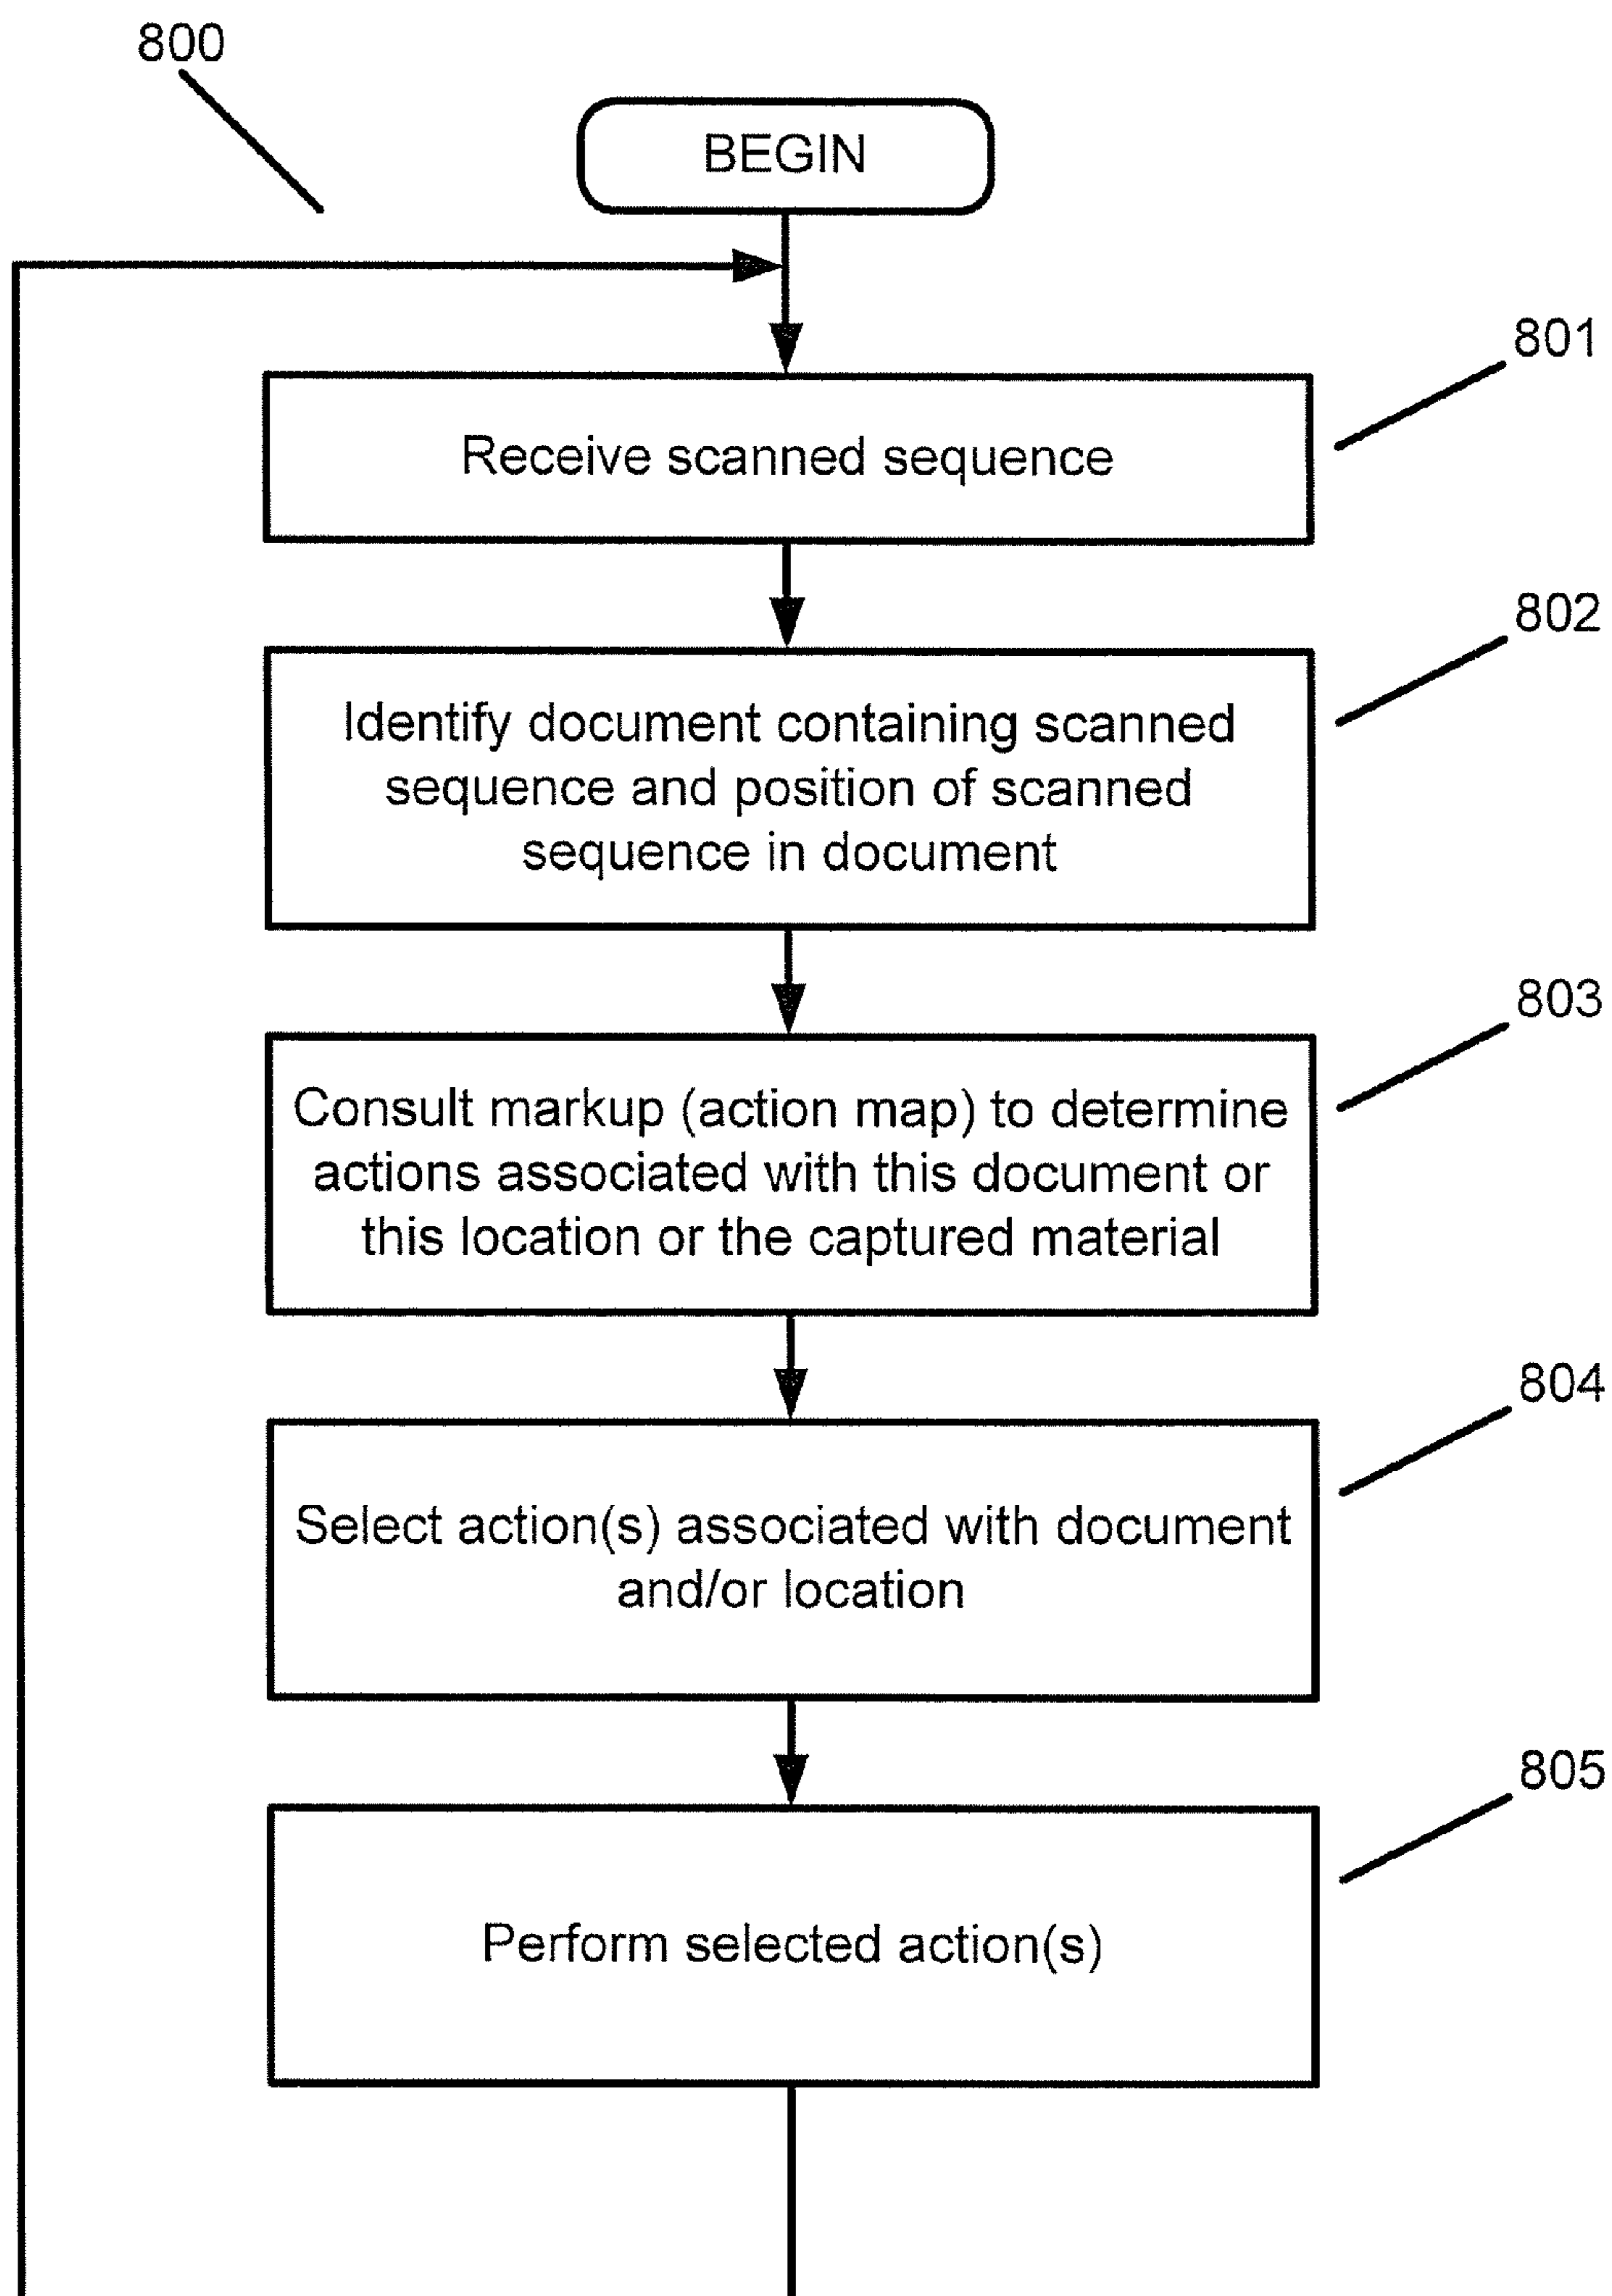 800
BEGIN
801
Receive scanned sequence
802
Identify document containing scanned
sequence and position of scanned
sequence in document
803
Consult markup (action map) to determine
actions associated with this document or
this location or the captured material
804
Select action(s) associated with document
and/or location
805
Perform selected action(s)